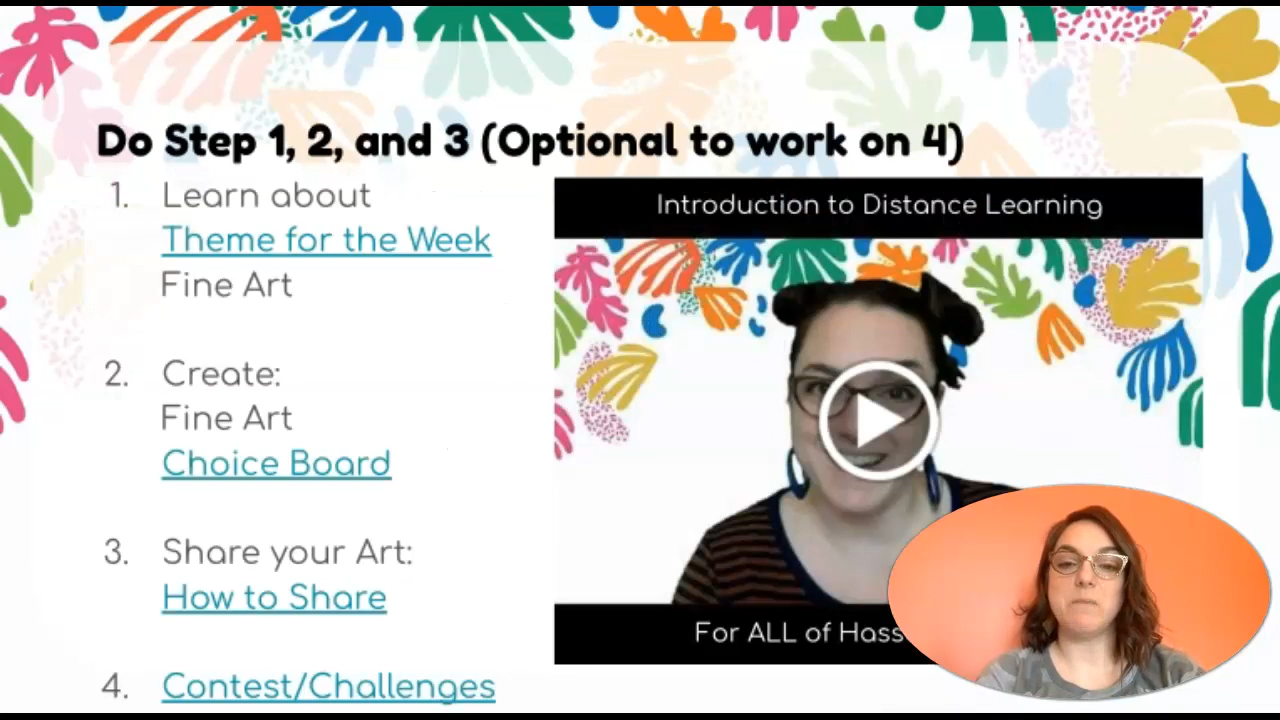 Do Step 1, 2, and 3 (Optional to work on 4)
1. Learn about
Theme for the Week
Fine Art
2. Create:
Fine Art
Choice Board
3. Share your Art:
How to Share
4. Contest/Challenges
Introduction to Distance Learning
For ALL of Hass